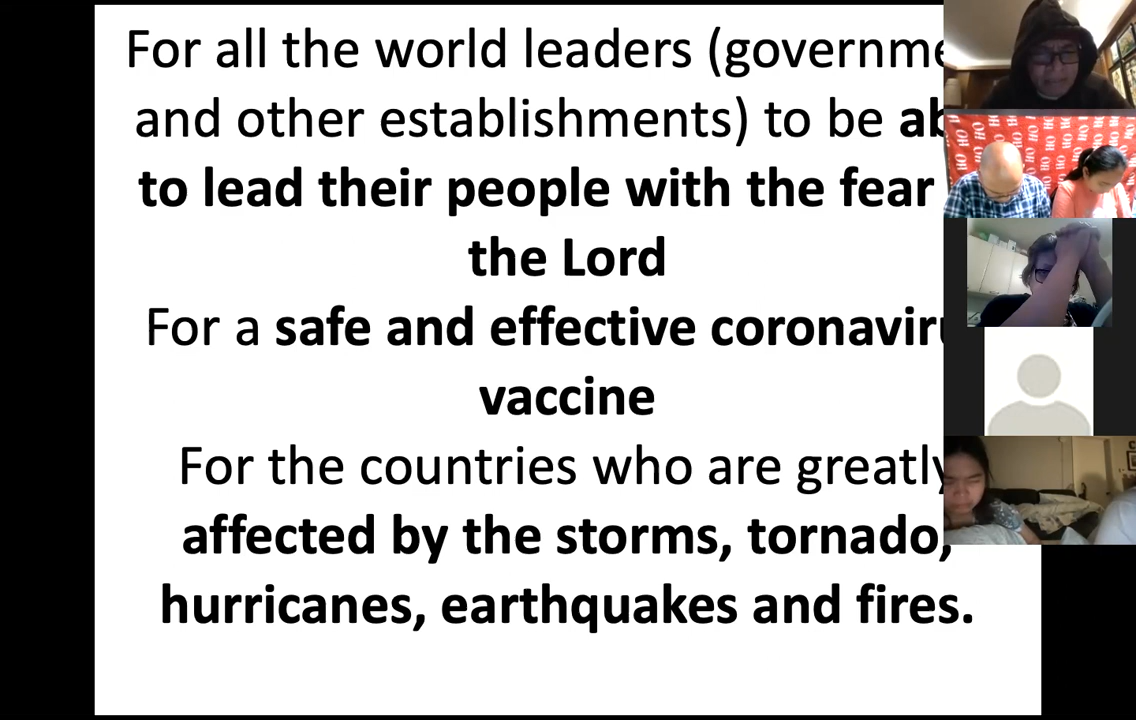 For all the world leaders (governme
and other establishments) to be ab
to lead their people with the fear
the Lord
For a safe and effective coronaviru
vaccine
For the countries who are greatly
affected by the storms, tornado,
hurricanes, earthquakes and fires.